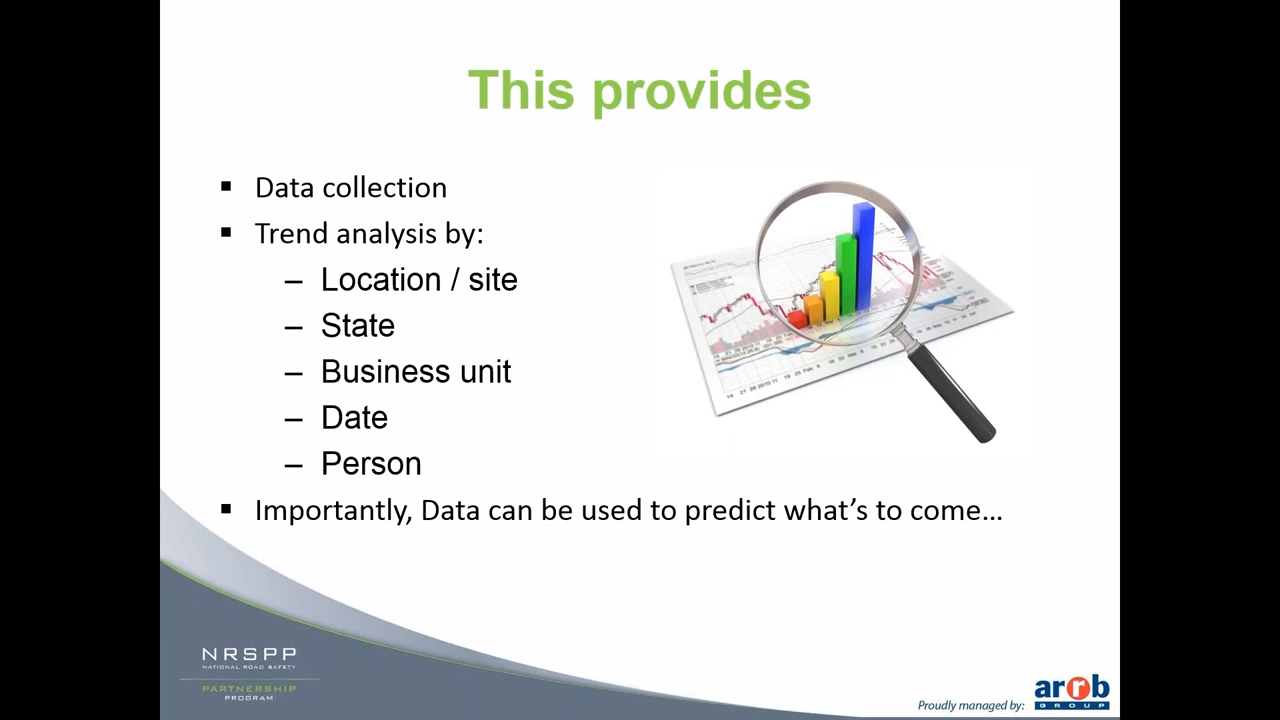 This provides
▪ Data collection
▪ Trend analysis by:
– Location / site
– State
– Business unit
– Date
– Person
▪ Importantly, Data can be used to predict what’s to come…
NRSPP
NATIONAL ROAD SAFETY
PARTNERSHIP
PROGRAM
Proudly managed by:
arrb
GROUP